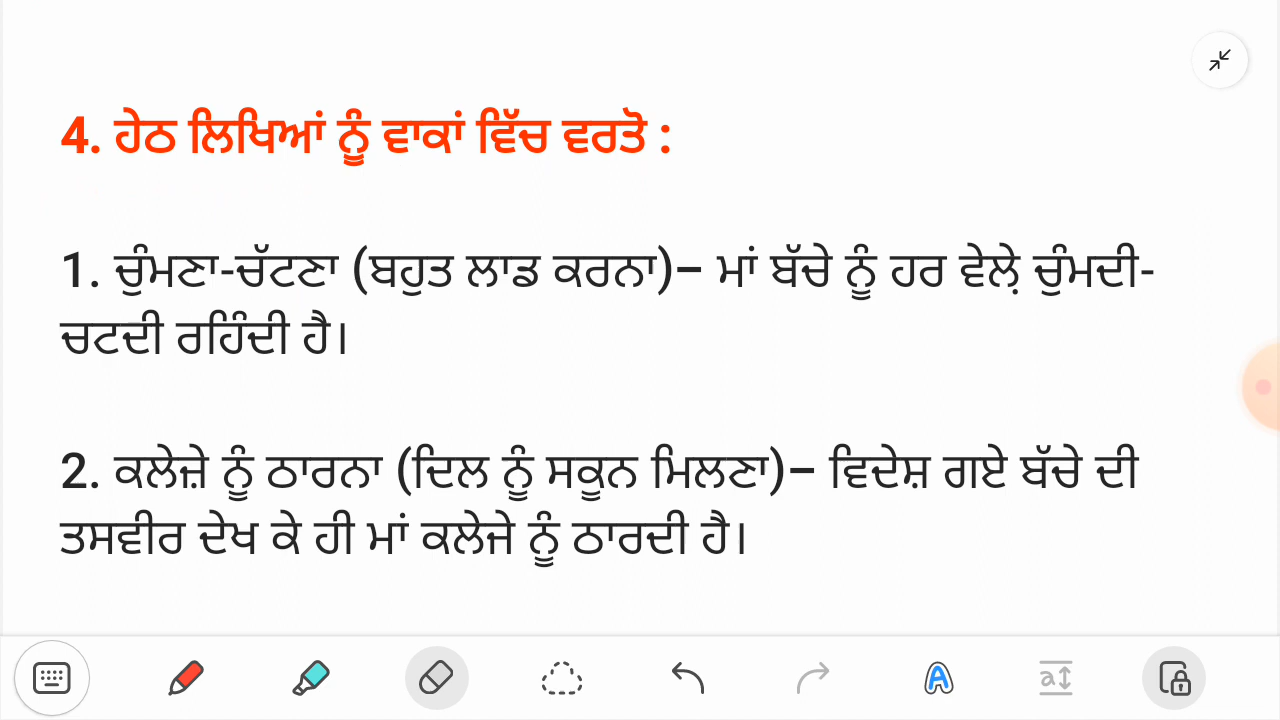 4. ਹੇਠ ਲਿਖਿਆਂ ਨੂੰ ਵਾਕਾਂ ਵਿੱਚ ਵਰਤੋ :
1. ਚੁੰਮਣਾ-ਚੱਟਣਾ (ਬਹੁਤ ਲਾਡ ਕਰਨਾ)– ਮਾਂ ਬੱਚੇ ਨੂੰ ਹਰ ਵੇਲੇ਼ ਚੁੰਮਦੀ-
ਚਟਦੀ ਰਹਿੰਦੀ ਹੈ।
2. ਕਲੇਜ਼ੇ ਨੂੰ ਠਾਰਨਾ (ਦਿਲ ਨੂੰ ਸਕੂਨ ਮਿਲਣਾ)– ਵਿਦੇਸ਼ ਗਏ ਬੱਚੇ ਦੀ
ਤਸਵੀਰ ਦੇਖ ਕੇ ਹੀ ਮਾਂ ਕਲੇਜੇ ਨੂੰ ਠਾਰਦੀ ਹੈ।
A a